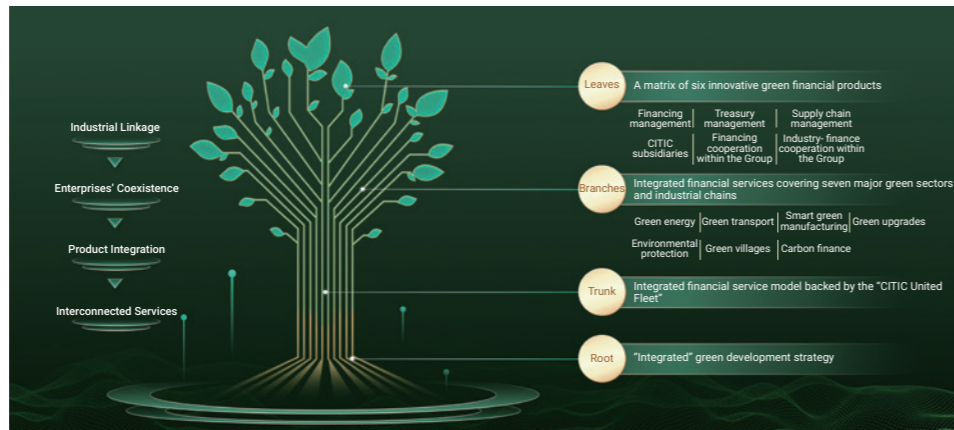 Industrial Linkage
Enterprises' Coexistence
Product Integration
Interconnected Services
Leaves
A matrix of six innovative green financial products
Financing
management
Treasury
management
Supply chain
management
CITIC
subsidiaries
Financing
cooperation
within the Group
Industry- finance
cooperation within
the Group
Branches
Integrated financial services covering seven major green sectors
and industrial chains
Green energy
Green transport
Smart green
manufacturing
Green upgrades
Environmental
protection
Green villages
Carbon finance
Trunk
Integrated financial service model backed by the “CITIC United
Fleet”
Root
“Integrated” green development strategy